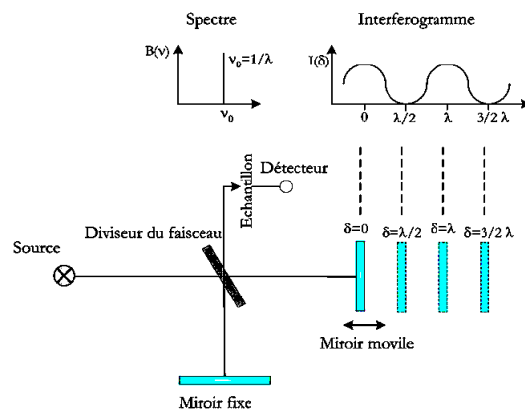 Spectre
Interferogramme
B(ν)
ν₀=1/λ
ν₀
I(δ)
0
λ/2
λ
3/2 λ
Echantillon
Détecteur
Diviseur du faisceau
Source
δ=0
δ=λ/2
δ=λ
δ=3/2 λ
Miroir movile
Miroir fixe